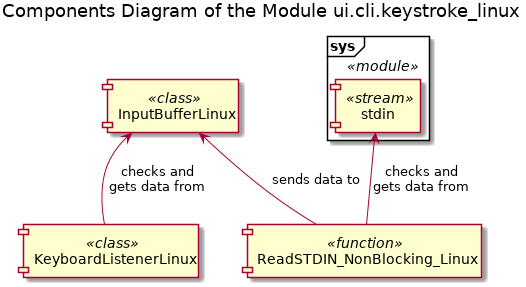 Components Diagram of the Module ui.cli.keystroke_linux
sys
«module»
«class»
InputBufferLinux
«stream»
stdin
checks and
gets data from
sends data to
checks and
gets data from
«class»
KeyboardListenerLinux
«function»
ReadSTDIN_NonBlocking_Linux